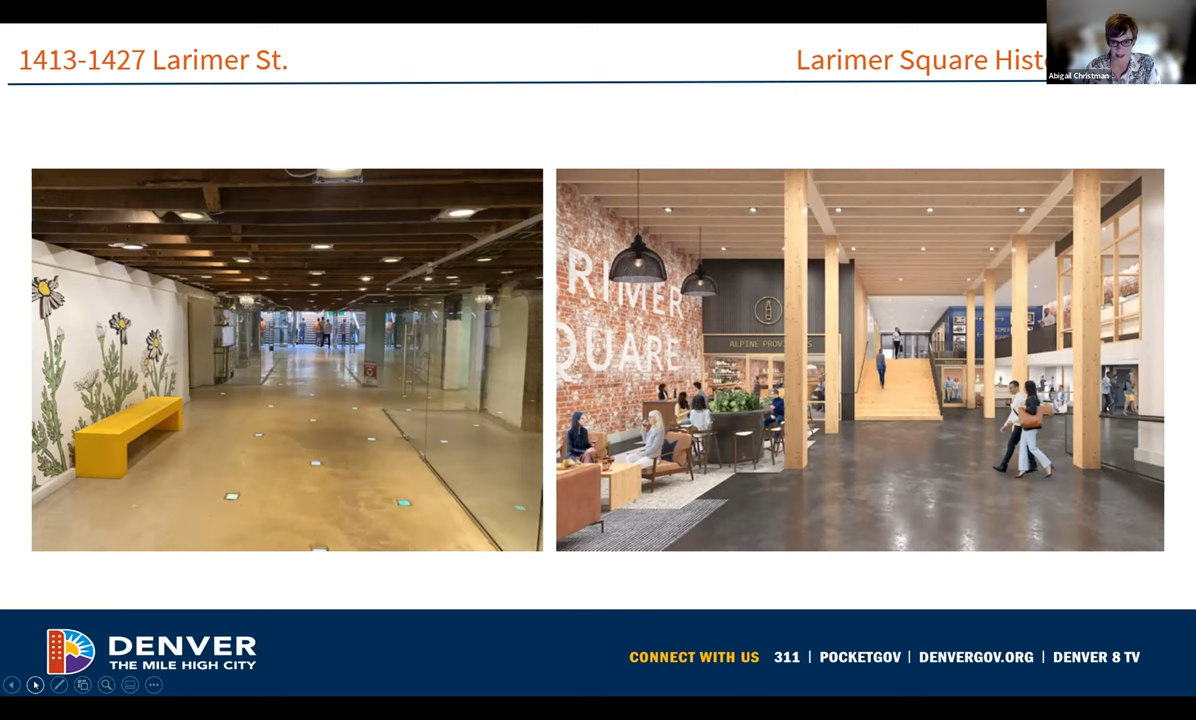 1413-1427 Larimer St.
Larimer Square Hist
Abigail Christman
RIMER
QUARE
ALPINE PROV
DENVER
THE MILE HIGH CITY
CONNECT WITH US 311 | POCKETGOV | DENVERGOV.ORG | DENVER 8 TV